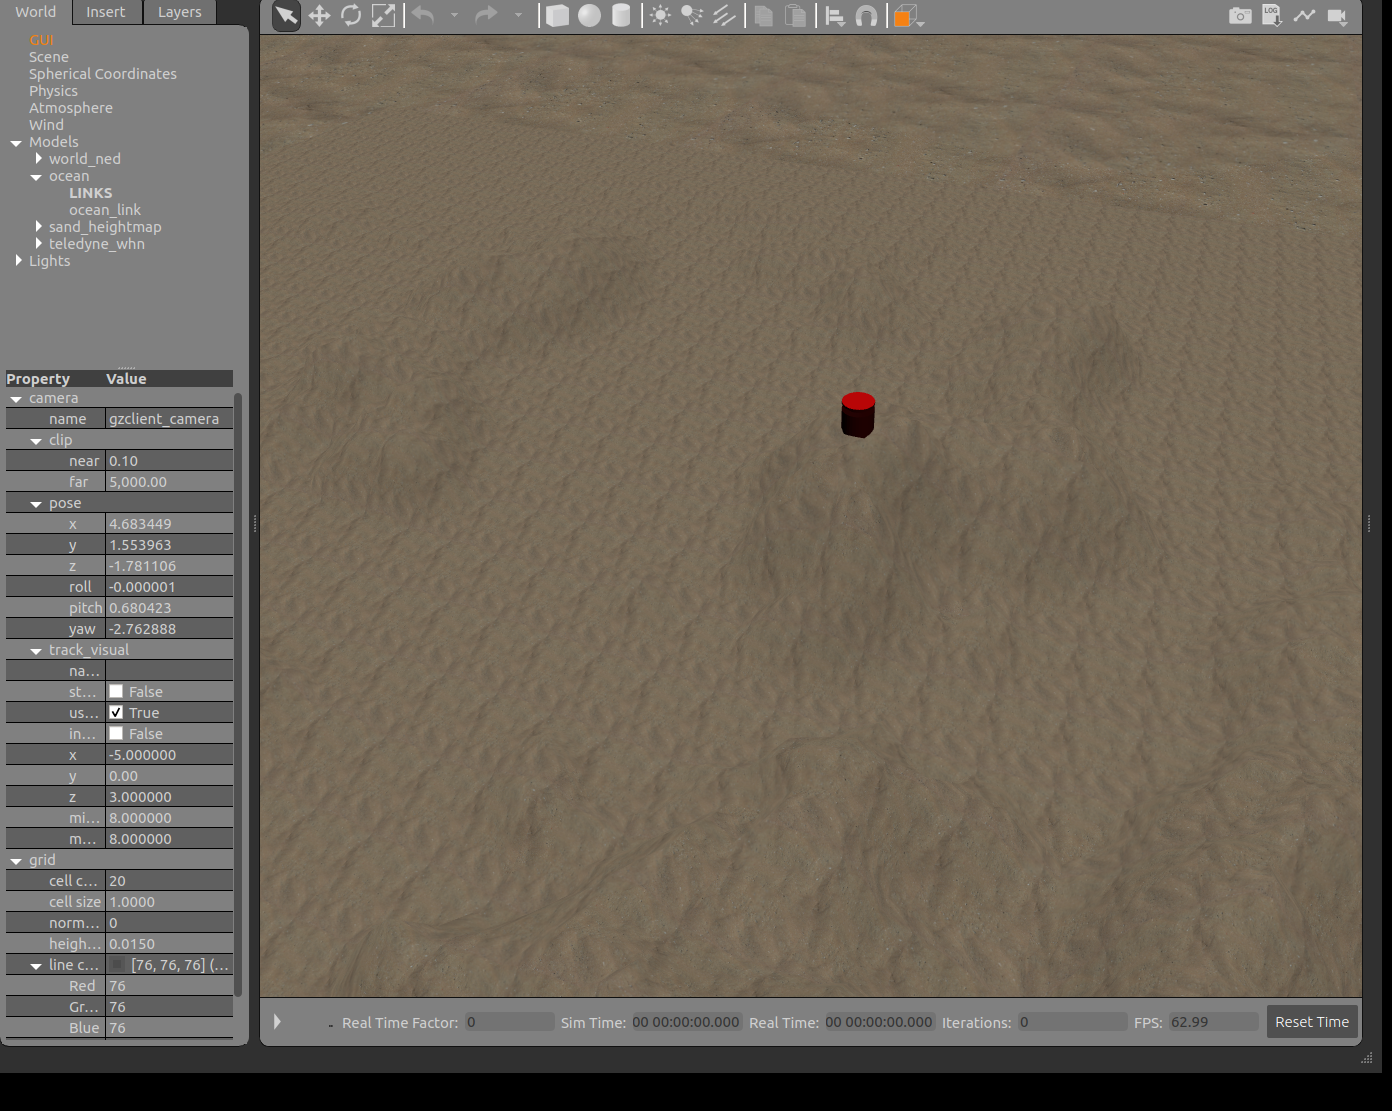 World Insert Layers
LOG
GUI
Scene
Spherical Coordinates
Physics
Atmosphere
Wind
Models
world_ned
ocean
LINKS
ocean_link
sand_heightmap
teledyne_whn
Lights
Property Value
camera
name gzclient_camera
clip
near 0.10
far 5,000.00
pose
x 4.683449
y 1.553963
z -1.781106
roll -0.000001
pitch 0.680423
yaw -2.762888
track_visual
na...
st... False
us... True
in... False
x -5.000000
y 0.00
z 3.000000
mi... 8.000000
m... 8.000000
grid
cell c... 20
cell size 1.0000
norm... 0
heigh... 0.0150
line c... [76, 76, 76] (...
Red 76
Gr... 76
Blue 76
Real Time Factor: 0 Sim Time: 00 00:00:00.000 Real Time: 00 00:00:00.000 Iterations: 0 FPS: 62.99 Reset Time